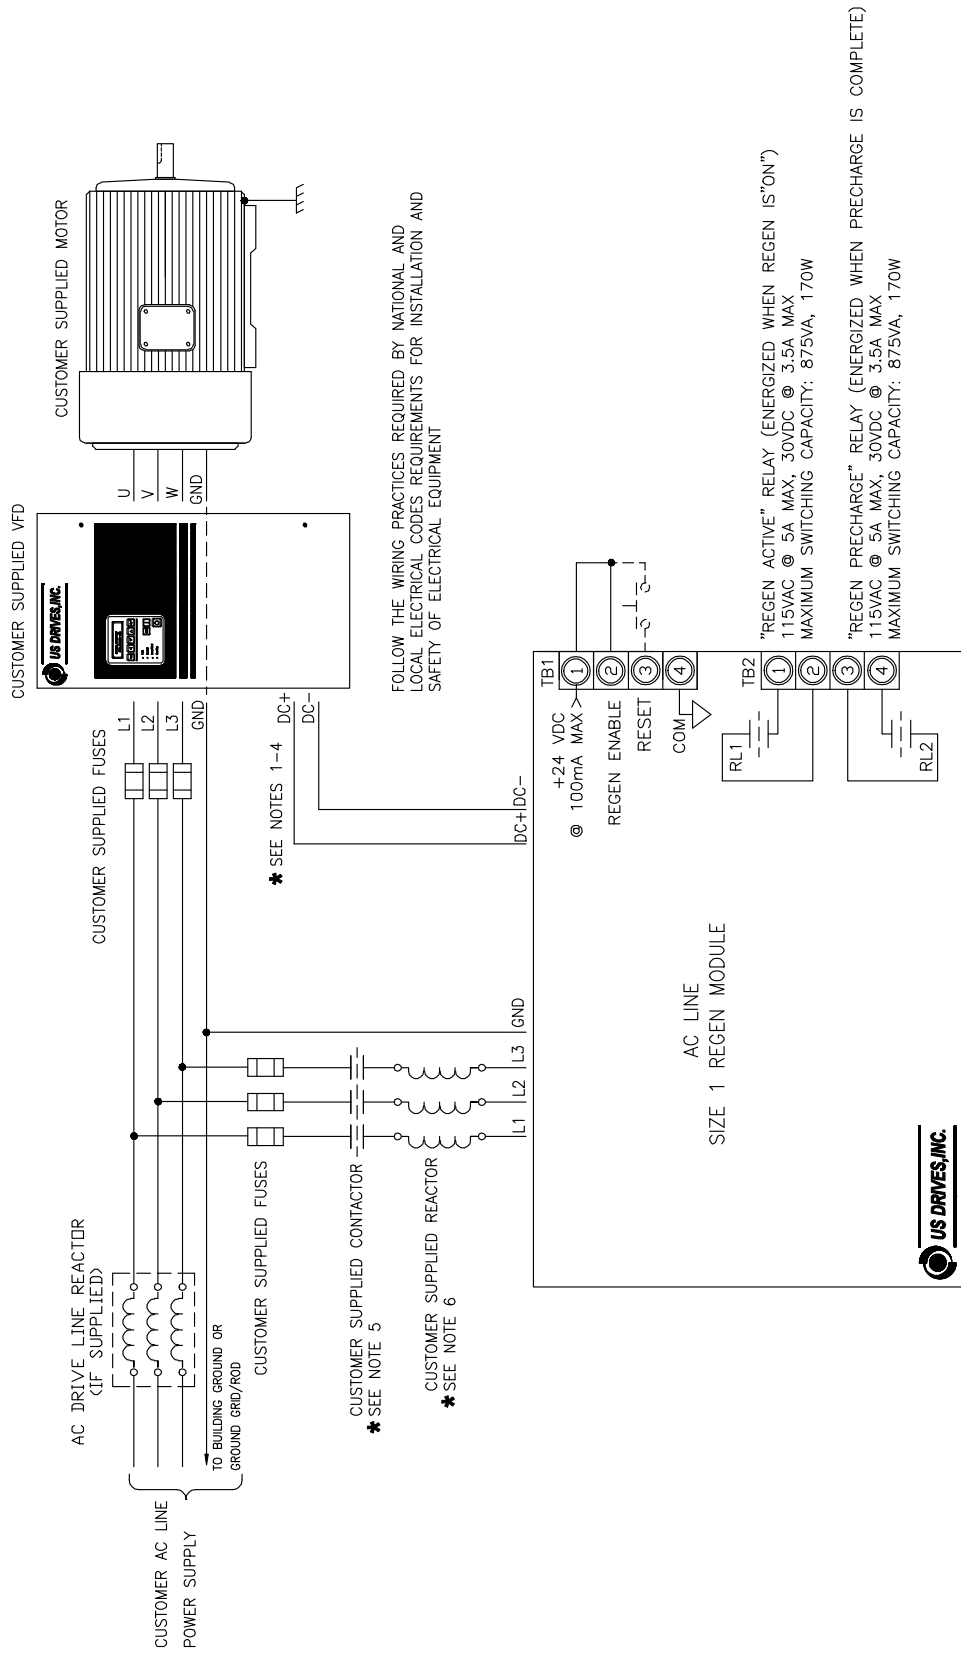 CUSTOMER AC LINE
POWER SUPPLY
AC DRIVE LINE REACTOR
(IF SUPPLIED)
TO BUILDING GROUND OR
GROUND GRID/ROD
CUSTOMER SUPPLIED FUSES
L1
L2
L3
GND
CUSTOMER SUPPLIED VFD
US DRIVES,INC.
U
V
W
GND
CUSTOMER SUPPLIED MOTOR
DC+
DC-
* SEE NOTES 1-4
FOLLOW THE WIRING PRACTICES REQUIRED BY NATIONAL AND
LOCAL ELECTRICAL CODES REQUIREMENTS FOR INSTALLATION AND
SAFETY OF ELECTRICAL EQUIPMENT
CUSTOMER SUPPLIED FUSES
CUSTOMER SUPPLIED CONTACTOR
* SEE NOTE 5
CUSTOMER SUPPLIED REACTOR
* SEE NOTE 6
L1
L2
L3
GND
DC+
DC-
AC LINE
SIZE 1 REGEN MODULE
US DRIVES,INC.
TB1
+24 VDC
@ 100mA MAX >
1
REGEN ENABLE
2
RESET
3
COM
4
TB2
RL1
1
2
3
4
RL2
"REGEN ACTIVE" RELAY (ENERGIZED WHEN REGEN IS"ON")
115VAC @ 5A MAX, 30VDC @ 3.5A MAX
MAXIMUM SWITCHING CAPACITY: 875VA, 170W
"REGEN PRECHARGE" RELAY (ENERGIZED WHEN PRECHARGE IS COMPLETE)
115VAC @ 5A MAX, 30VDC @ 3.5A MAX
MAXIMUM SWITCHING CAPACITY: 875VA, 170W